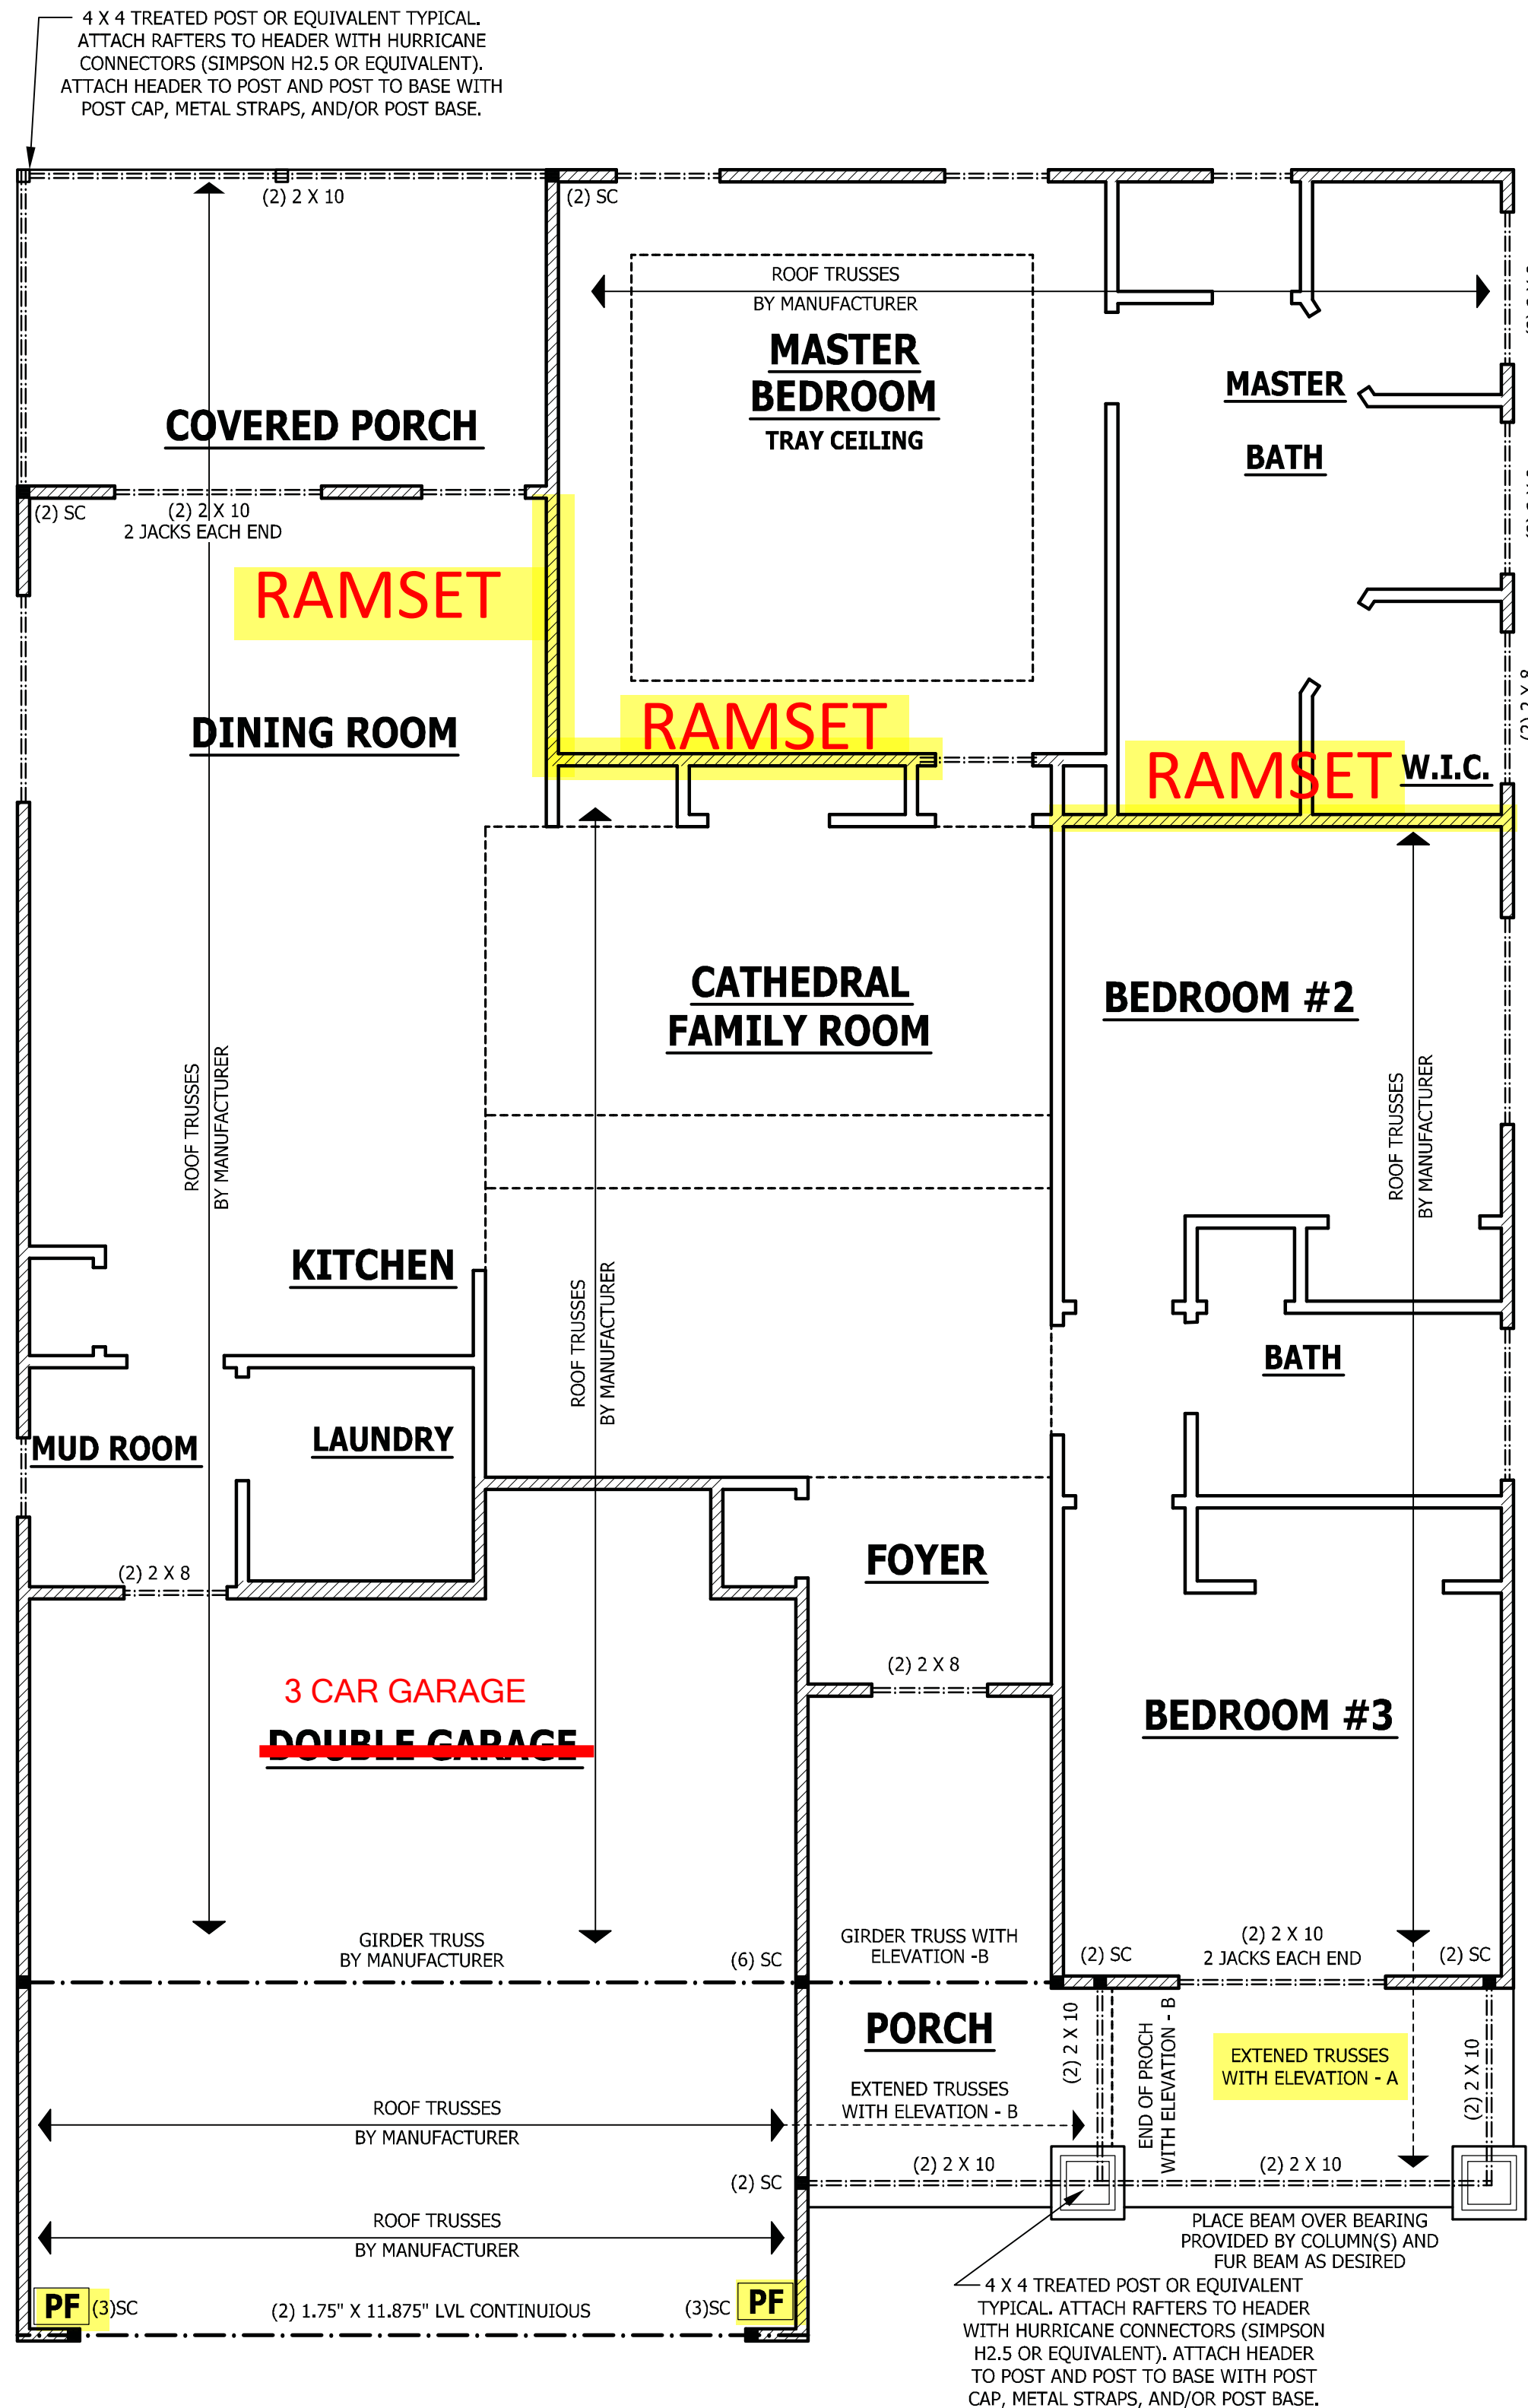 4 X 4 TREATED POST OR EQUIVALENT TYPICAL.
ATTACH RAFTERS TO HEADER WITH HURRICANE
CONNECTORS (SIMPSON H2.5 OR EQUIVALENT).
ATTACH HEADER TO POST AND POST TO BASE WITH
POST CAP, METAL STRAPS, AND/OR POST BASE.
(2) 2 X 10
(2) SC
ROOF TRUSSES
BY MANUFACTURER
MASTER
BEDROOM
TRAY CEILING
MASTER
BATH
COVERED PORCH
(2) SC
(2) 2 X 10
2 JACKS EACH END
RAMSET
DINING ROOM
RAMSET
RAMSET
W.I.C.
(2) 2 X 8
CATHEDRAL
FAMILY ROOM
BEDROOM #2
ROOF TRUSSES
BY MANUFACTURER
ROOF TRUSSES
BY MANUFACTURER
KITCHEN
ROOF TRUSSES
BY MANUFACTURER
BATH
MUD ROOM
LAUNDRY
FOYER
(2) 2 X 8
(2) 2 X 8
3 CAR GARAGE
DOUBLE GARAGE
BEDROOM #3
GIRDER TRUSS
BY MANUFACTURER
(6) SC
GIRDER TRUSS WITH
ELEVATION -B
(2) SC
(2) 2 X 10
2 JACKS EACH END
(2) SC
PORCH
(2) 2 X 10
END OF PROCH
WITH ELEVATION - B
EXTENED TRUSSES
WITH ELEVATION - A
(2) 2 X 10
ROOF TRUSSES
BY MANUFACTURER
EXTENED TRUSSES
WITH ELEVATION - B
(2) SC
(2) 2 X 10
(2) 2 X 10
ROOF TRUSSES
BY MANUFACTURER
PLACE BEAM OVER BEARING
PROVIDED BY COLUMN(S) AND
FUR BEAM AS DESIRED
PF
(3)SC
(2) 1.75" X 11.875" LVL CONTINUIOUS
(3)SC
PF
4 X 4 TREATED POST OR EQUIVALENT
TYPICAL. ATTACH RAFTERS TO HEADER
WITH HURRICANE CONNECTORS (SIMPSON
H2.5 OR EQUIVALENT). ATTACH HEADER
TO POST AND POST TO BASE WITH POST
CAP, METAL STRAPS, AND/OR POST BASE.